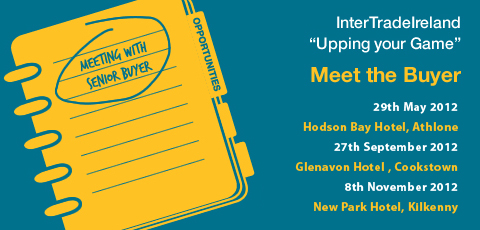 MEETING WITH
SENIOR BUYER
OPPORTUNITIES
InterTradeIreland
“Upping your Game”
Meet the Buyer
29th May 2012
Hodson Bay Hotel, Athlone
27th September 2012
Glenavon Hotel , Cookstown
8th November 2012
New Park Hotel, Kilkenny